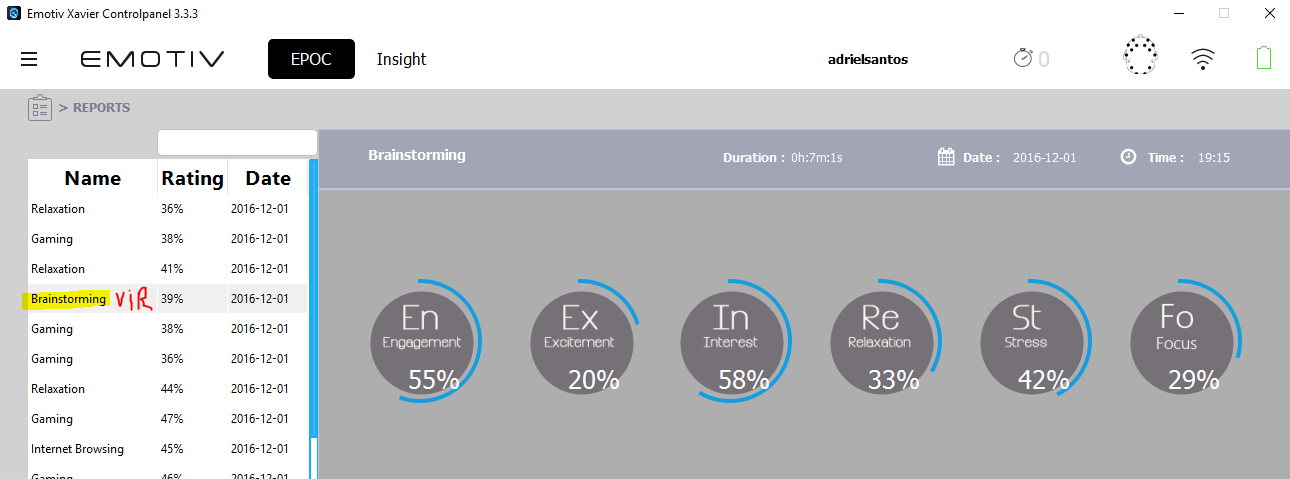 Emotiv Xavier Controlpanel 3.3.3
EMOTIV EPOC Insight adrielsantos 0
> REPORTS
Brainstorming Duration : 0h:7m:1s Date : 2016-12-01 Time : 19:15
Name Rating Date
Relaxation 36% 2016-12-01
Gaming 38% 2016-12-01
Relaxation 41% 2016-12-01
Brainstorming ViR 39% 2016-12-01
Gaming 38% 2016-12-01
Gaming 36% 2016-12-01
Relaxation 44% 2016-12-01
Gaming 47% 2016-12-01
Internet Browsing 45% 2016-12-01
Gaming 46% 2016-12-01
En
Engagement
55%
Ex
Excitement
20%
In
Interest
58%
Re
Relaxation
33%
St
Stress
42%
Fo
Focus
29%